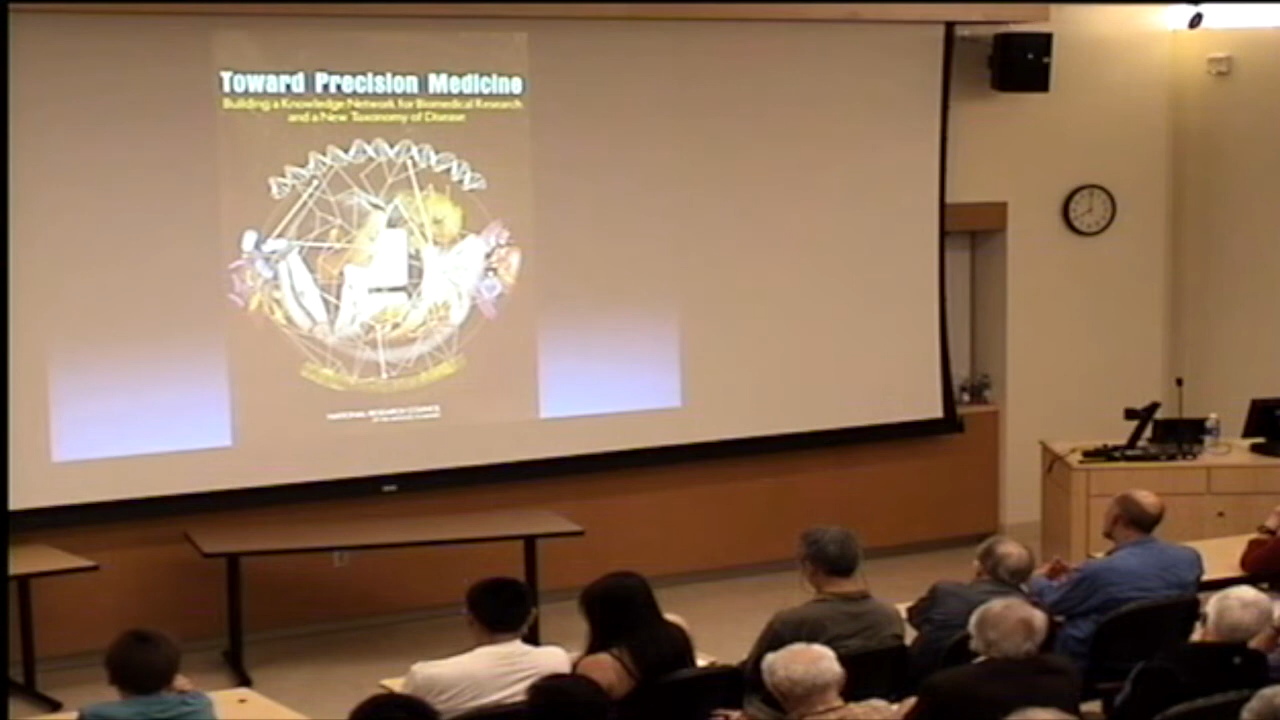 Toward Precision Medicine
Building a Knowledge Network for Biomedical Research
and a New Taxonomy of Disease
NATIONAL RESEARCH COUNCIL